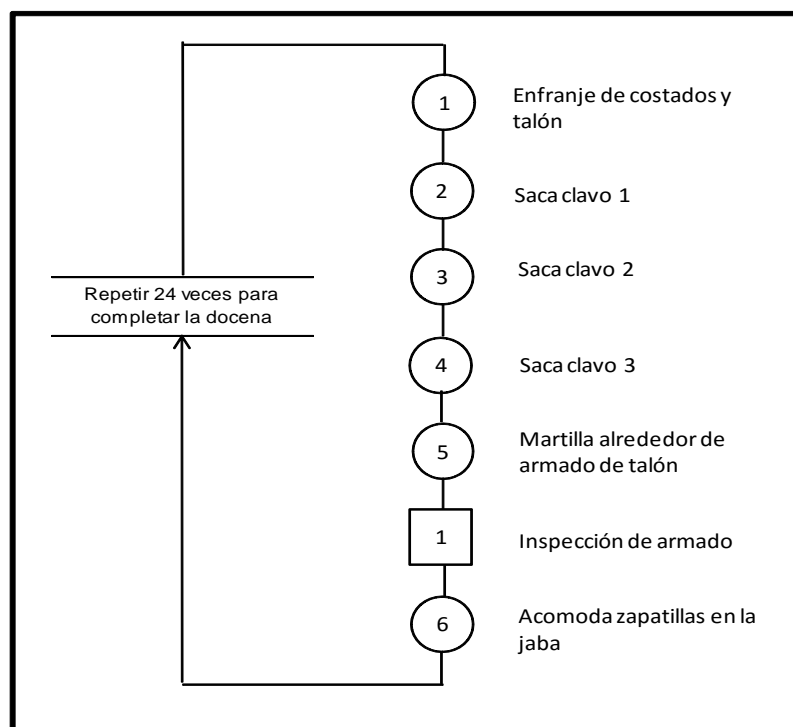 1
Enfranje de costados y
talón
2
Saca clavo 1
3
Saca clavo 2
Repetir 24 veces para
completar la docena
4
Saca clavo 3
5
Martilla alrededor de
armado de talón
1
Inspección de armado
6
Acomoda zapatillas en la
jaba